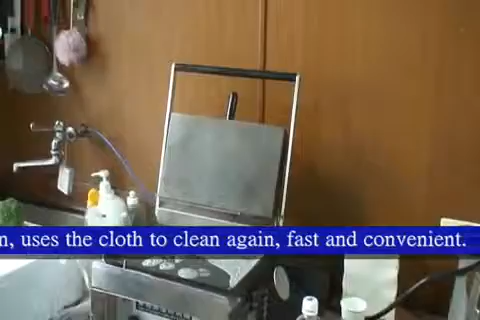 , uses the cloth to clean again, fast and convenient.